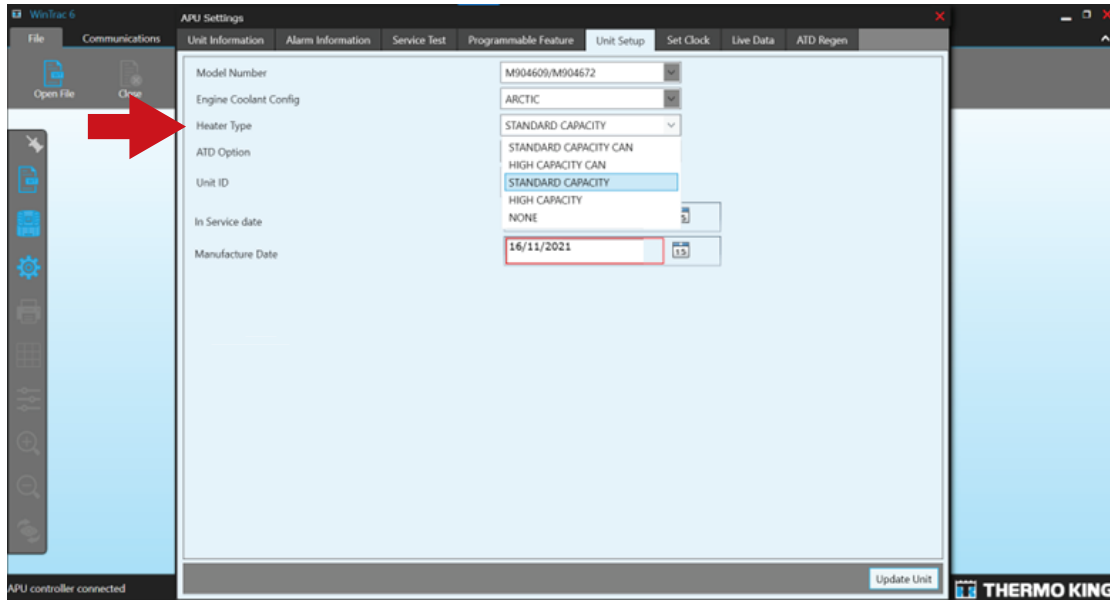 WinTrac 6
APU Settings
File
Communications
Unit Information
Alarm Information
Service Test
Programmable Feature
Unit Setup
Set Clock
Live Data
ATD Regen
Open File
Close
Model Number
M904609/M904672
Engine Coolant Config
ARCTIC
Heater Type
STANDARD CAPACITY
ATD Option
STANDARD CAPACITY CAN
HIGH CAPACITY CAN
Unit ID
STANDARD CAPACITY
HIGH CAPACITY
In Service date
NONE
Manufacture Date
16/11/2021
15
Update Unit
APU controller connected
THERMO KING